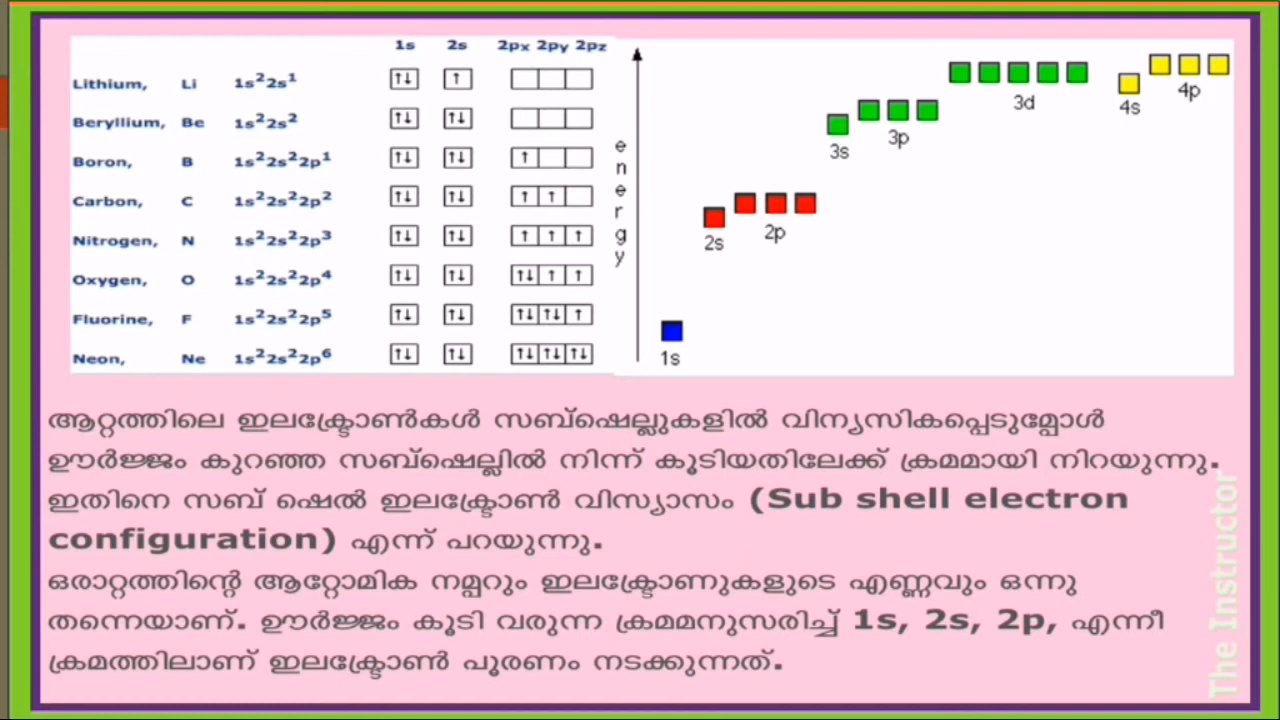 1s 2s 2px 2py 2pz
Lithium, Li 1s²2s¹ ↑↓ ↑
Beryllium, Be 1s²2s² ↑↓ ↑↓
Boron, B 1s²2s²2p¹ ↑↓ ↑↓ ↑
Carbon, C 1s²2s²2p² ↑↓ ↑↓ ↑ ↑
Nitrogen, N 1s²2s²2p³ ↑↓ ↑↓ ↑ ↑ ↑
Oxygen, O 1s²2s²2p⁴ ↑↓ ↑↓ ↑↓ ↑ ↑
Fluorine, F 1s²2s²2p⁵ ↑↓ ↑↓ ↑↓ ↑↓ ↑
Neon, Ne 1s²2s²2p⁶ ↑↓ ↑↓ ↑↓ ↑↓ ↑↓
energy
1s
2s
2p
3s
3p
3d
4s
4p
ആറ്റത്തിലെ ഇലക്ട്രോൺകൾ സബ്ഷെല്ലുകളിൽ വിന്യസികപ്പെടുമ്പോൾ
ഊർജ്ജം കുറഞ്ഞ സബ്ഷെല്ലിൽ നിന്ന് കൂടിയതിലേക്ക് ക്രമമായി നിറയുന്നു.
ഇതിനെ സബ് ഷെൽ ഇലക്ട്രോൺ വിസ്യാസം (Sub shell electron
configuration) എന്ന് പറയുന്നു.
ഒരാറ്റത്തിന്റെ ആറ്റോമിക നമ്പറും ഇലക്ട്രോണുകളുടെ എണ്ണവും ഒന്നു
തന്നെയാണ്. ഊർജ്ജം കൂടി വരുന്ന ക്രമമനുസരിച്ച് 1s, 2s, 2p, എന്നീ
ക്രമത്തിലാണ് ഇലക്ട്രോൺ പൂരണം നടക്കുന്നത്.
The Instructor